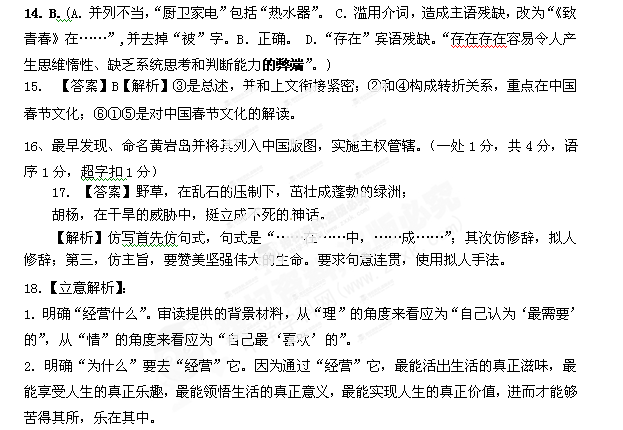 14. B.(A. 并列不当，“厨卫家电”包括“热水器”。 C. 滥用介词，造成主语残缺，改为“《致
青春》在……”,并去掉“被”字。B. 正确。 D. “存在”宾语残缺。“存在存在容易令人产
生思维惰性、缺乏系统思考和判断能力的弊端”。)
15. 【答案】B【解析】③是总述，并和上文衔接紧密；②和④构成转折关系，重点在中国
春节文化；⑥①⑤是对中国春节文化的解读。
16、最早发现、命名黄岩岛并将其列入中国版图，实施主权管辖。（一处 1 分，共 4 分，语
序 1 分，超字扣 1 分）
17. 【答案】野草，在乱石的压制下，茁壮成蓬勃的绿洲；
胡杨，在干旱的威胁中，挺立成不死的神话。
【解析】仿写首先仿句式，句式是“……在……中，……成……”；其次仿修辞，拟人
修辞；第三，仿主旨，要赞美坚强伟大的生命。要求句意连贯，使用拟人手法。
18.【立意解析】：
1. 明确“经营什么”。审读提供的背景材料，从“理”的角度来看应为“自己认为‘最需要’
的”，从“情”的角度来看应为“自己最‘喜欢’的”。
2. 明确“为什么”要去“经营”它。因为通过“经营”它，最能活出生活的真正滋味，最
能享受人生的真正乐趣，最能领悟生活的真正意义，最能实现人生的真正价值，进而才能够
苦得其所，乐在其中。